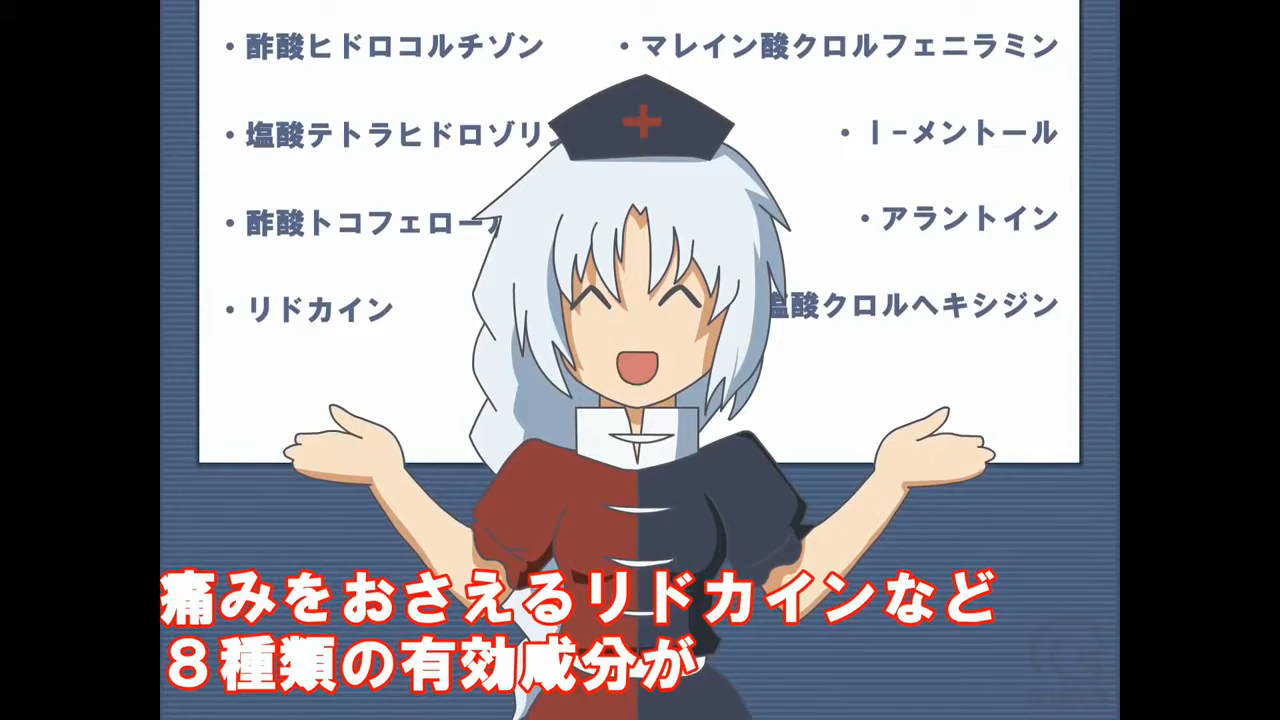 ・酢酸ヒドロコルチゾン
・マレイン酸クロルフェニラミン
・塩酸テトラヒドロゾリン
・l-メントール
・酢酸トコフェロー
・アラントイン
・リドカイン
塩酸クロルヘキシジン
痛みをおさえるリドカインなど
８種類の有効成分が